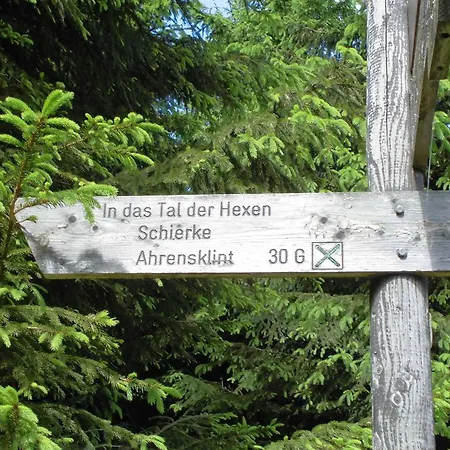 In das Tal der Hexen
Schierke
Ahrensklint 30 G